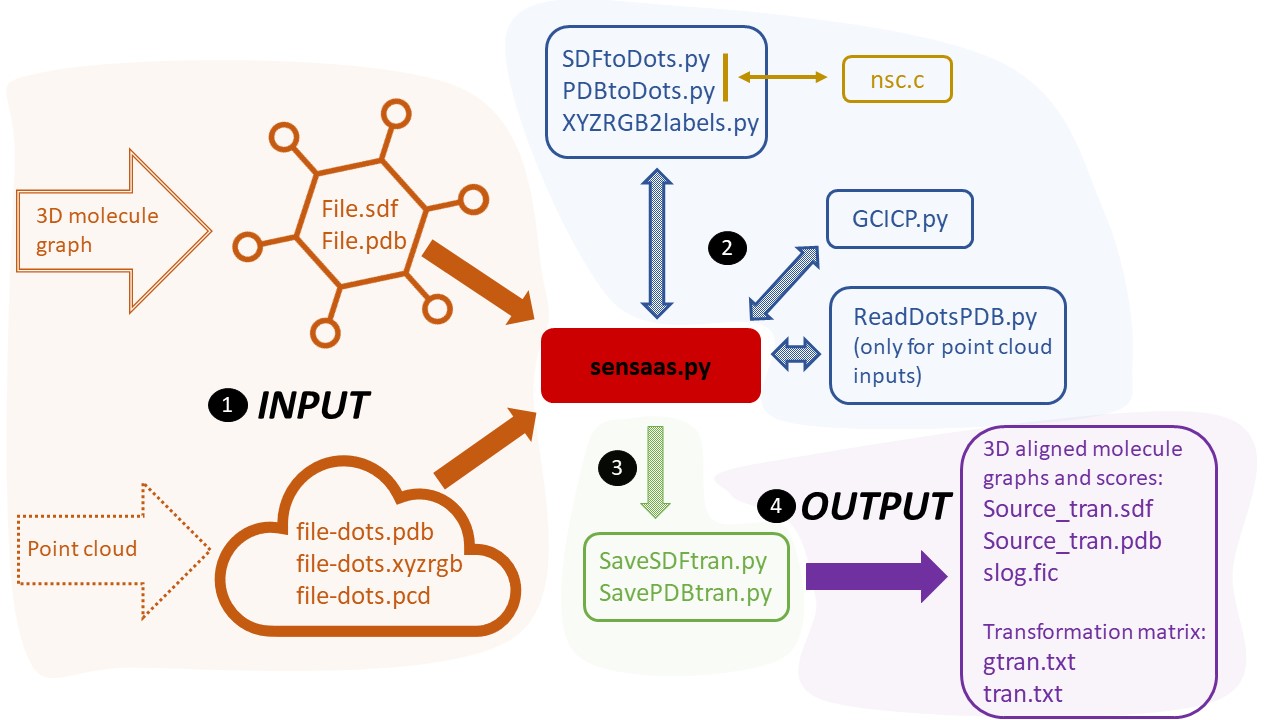 3D molecule
graph
File.sdf
File.pdb
1 INPUT
Point cloud
file-dots.pdb
file-dots.xyzrgb
file-dots.pcd
SDFtoDots.py
PDBtoDots.py
XYZRGB2labels.py
nsc.c
2
GCICP.py
ReadDotsPDB.py
(only for point cloud
inputs)
sensaas.py
3
SaveSDFtran.py
SavePDBtran.py
4 OUTPUT
3D aligned molecule
graphs and scores:
Source_tran.sdf
Source_tran.pdb
slog.fic
Transformation matrix:
gtran.txt
tran.txt